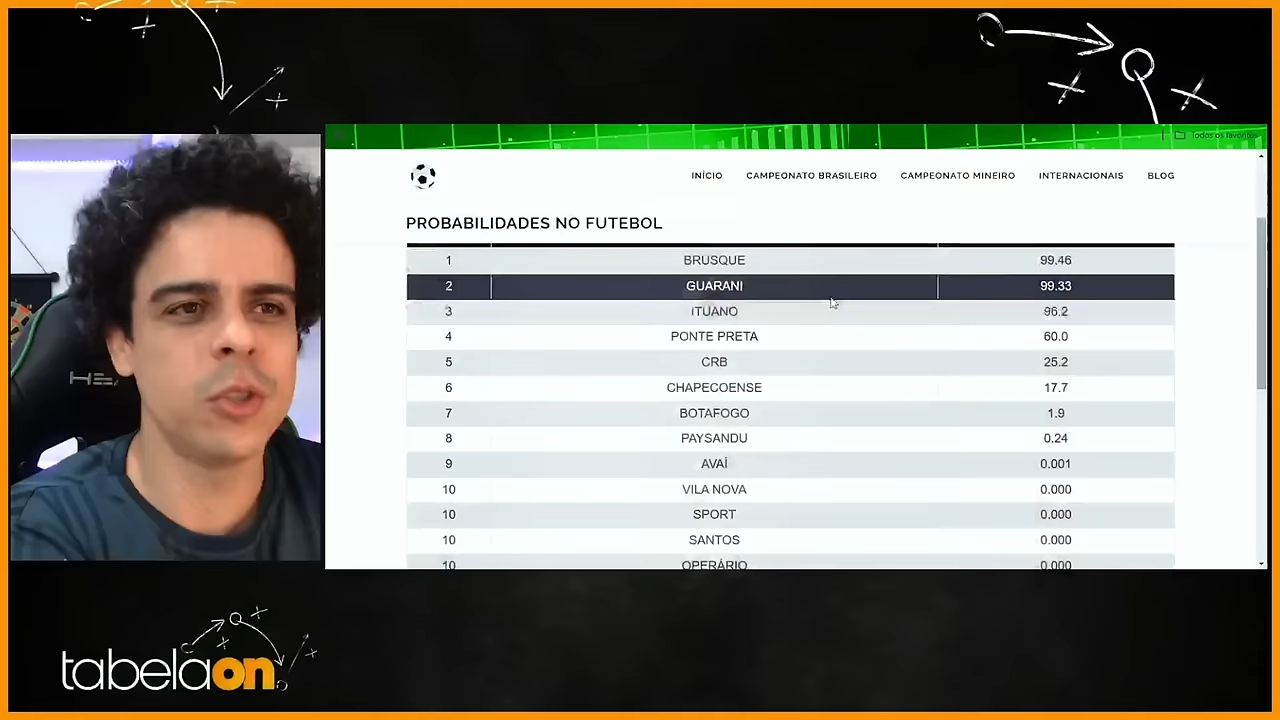 Todos os favoritos
INÍCIO CAMPEONATO BRASILEIRO CAMPEONATO MINEIRO INTERNACIONAIS BLOG
PROBABILIDADES NO FUTEBOL
1 BRUSQUE 99.46
2 GUARANI 99.33
3 ITUANO 96.2
4 PONTE PRETA 60.0
5 CRB 25.2
6 CHAPECOENSE 17.7
7 BOTAFOGO 1.9
8 PAYSANDU 0.24
9 AVAÍ 0.001
10 VILA NOVA 0.000
10 SPORT 0.000
10 SANTOS 0.000
10 OPERÁRIO 0.000
tabelaon